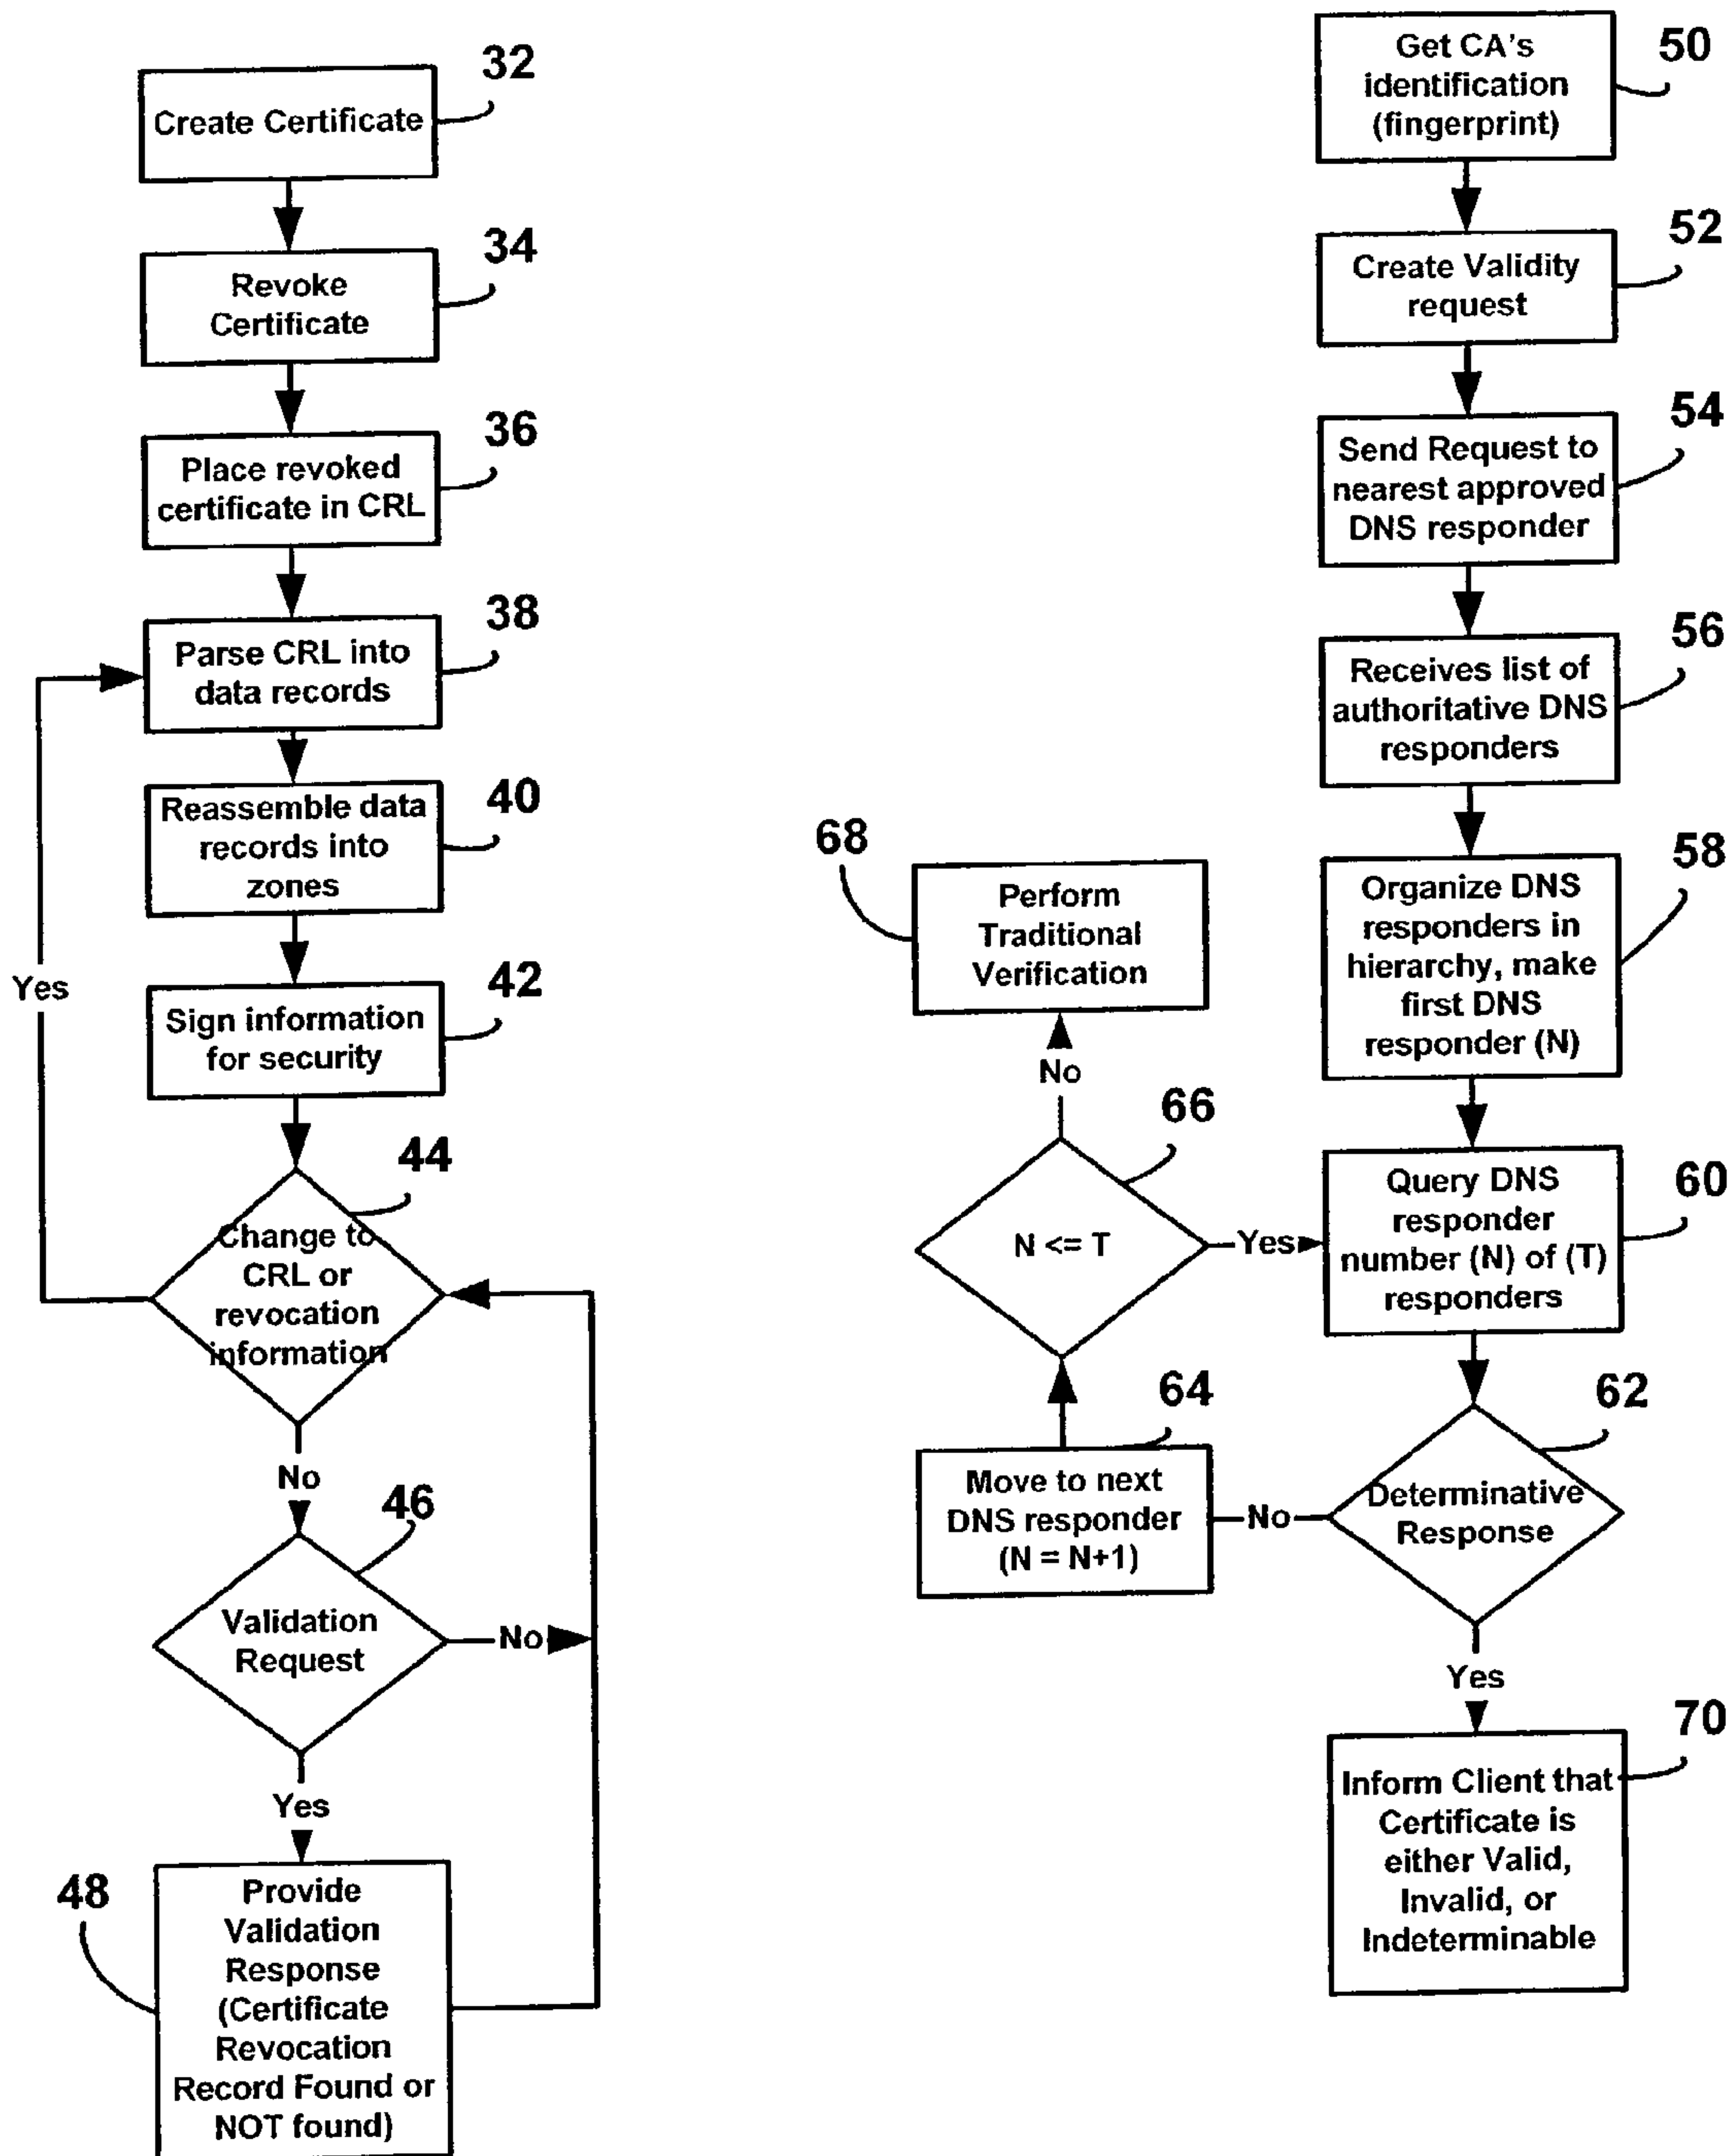 32
Create Certificate
34
Revoke
Certificate
36
Place revoked
certificate in CRL
38
Parse CRL into
data records
40
Reassemble data
records into
zones
42
Sign information
for security
Yes
44
Change to
CRL or
revocation
information
No
46
Validation
Request
No
Yes
48
Provide
Validation
Response
(Certificate
Revocation
Record Found or
NOT found)
50
Get CA's
identification
(fingerprint)
52
Create Validity
request
54
Send Request to
nearest approved
DNS responder
56
Receives list of
authoritative DNS
responders
58
Organize DNS
responders in
hierarchy, make
first DNS
responder (N)
60
Query DNS
responder
number (N) of (T)
responders
62
Determinative
Response
No
64
Move to next
DNS responder
(N = N+1)
66
N <= T
Yes
No
68
Perform
Traditional
Verification
Yes
70
Inform Client that
Certificate is
either Valid,
Invalid, or
Indeterminable